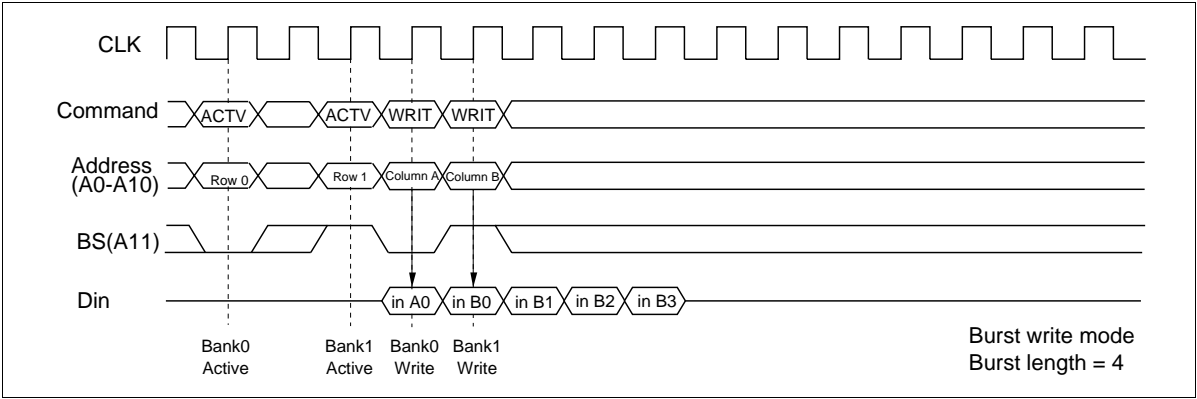 CLK
Command
ACTV
ACTV
WRIT
WRIT
Address
(A0-A10)
Row 0
Row 1
Column A
Column B
BS(A11)
Din
in A0
in B0
in B1
in B2
in B3
Bank0
Active
Bank1
Active
Bank0
Write
Bank1
Write
Burst write mode
Burst length = 4